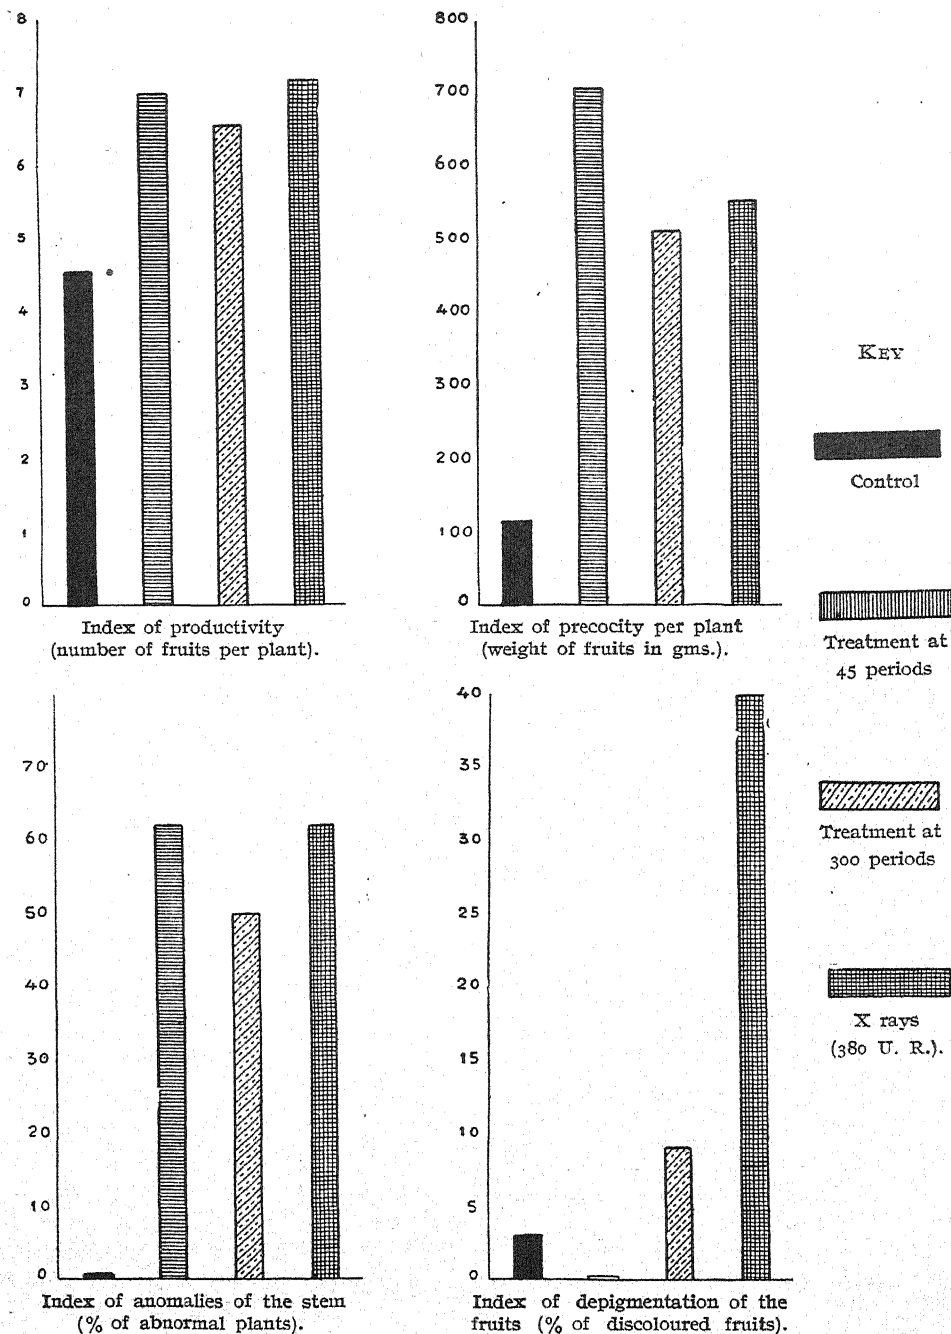 8
7
6
5
4
3
2
1
0
Index of productivity
(number of fruits per plant).
800
700
600
500
400
300
200
100
0
Index of precocity per plant
(weight of fruits in gms.).
70
60
50
40
30
20
10
0
Index of anomalies of the stem
(% of abnormal plants).
40
35
30
25
20
15
10
5
0
Index of depigmentation of the
fruits (% of discoloured fruits).
KEY
Control
Treatment at
45 periods
Treatment at
300 periods
X rays
(380 U. R.).